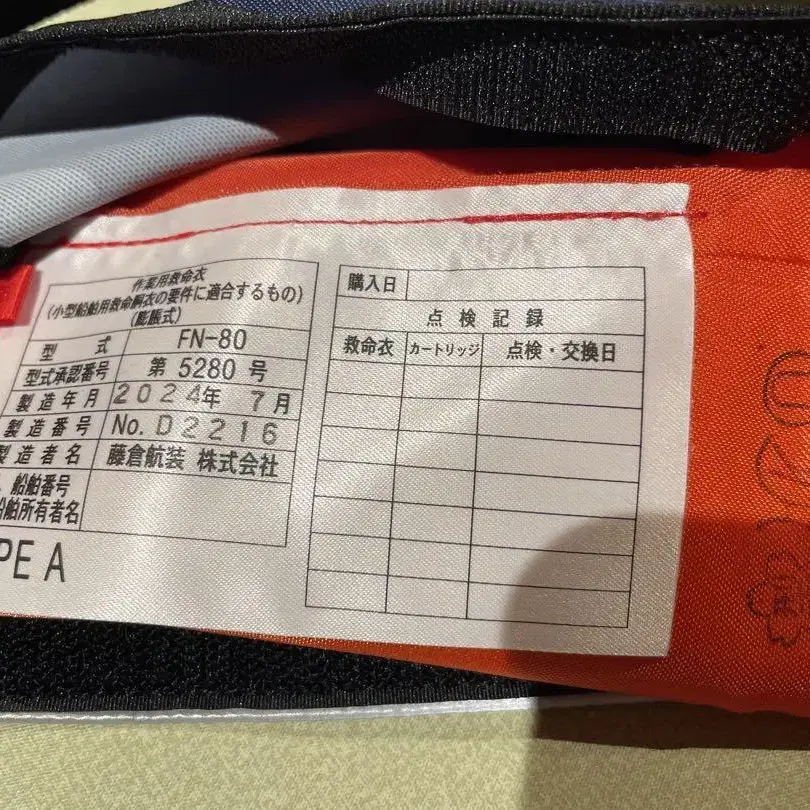 作業用救命衣
(小型船舶用救命胴衣の要件に適合するもの)
(膨脹式)
型 式 FN-80
型式承認番号 第 5280 号
製造年月 2024年 7月
製造番号 No. D2216
製造者名 藤倉航装 株式会社
船舶番号
船舶所有者名
PE A
購入日
点検記録
救命衣 カートリッジ 点検・交換日